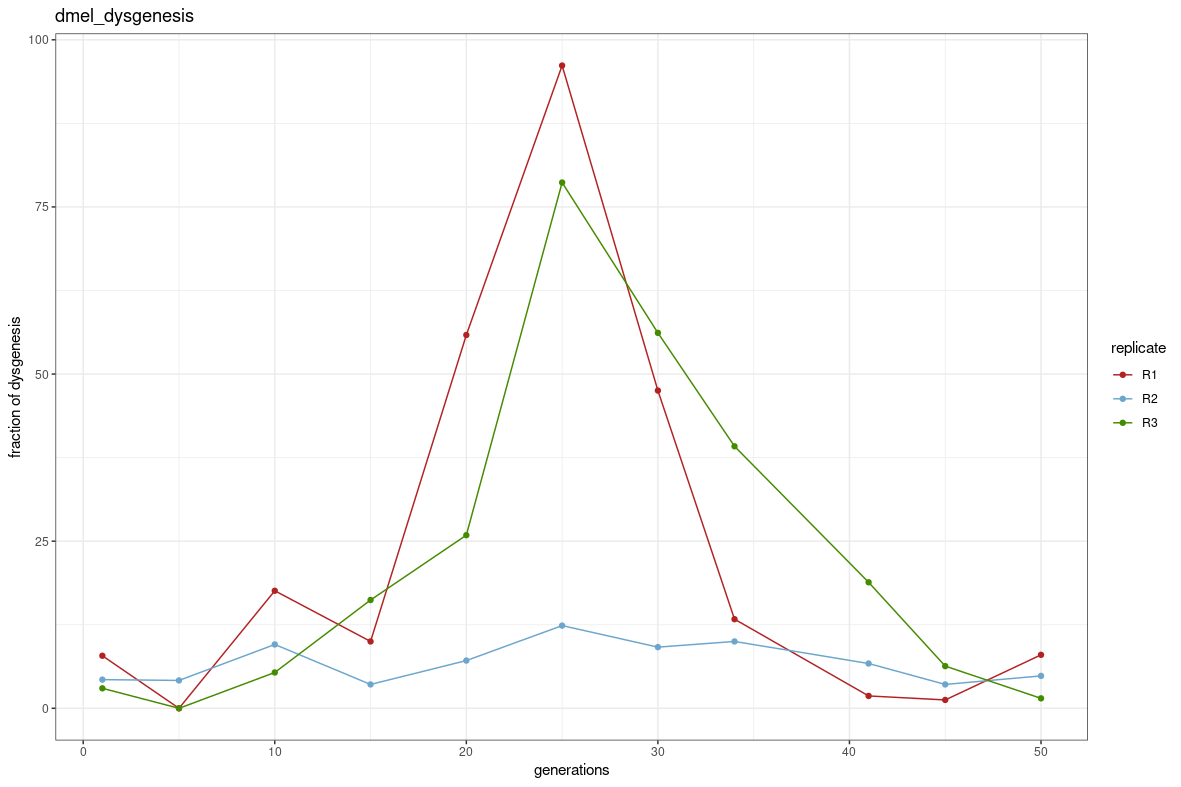 dmel_dysgenesis
100
75
50
25
0
fraction of dysgenesis
0 10 20 30 40 50
generations
replicate
R1
R2
R3